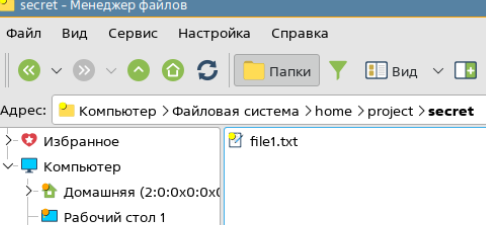 secret - Менеджер файлов
Файл Вид Сервис Настройка Справка
Папки Вид
Адрес: Компьютер > Файловая система > home > project > secret
Избранное
file1.txt
Компьютер
Домашняя (2:0:0x0:0x0
Рабочий стол 1